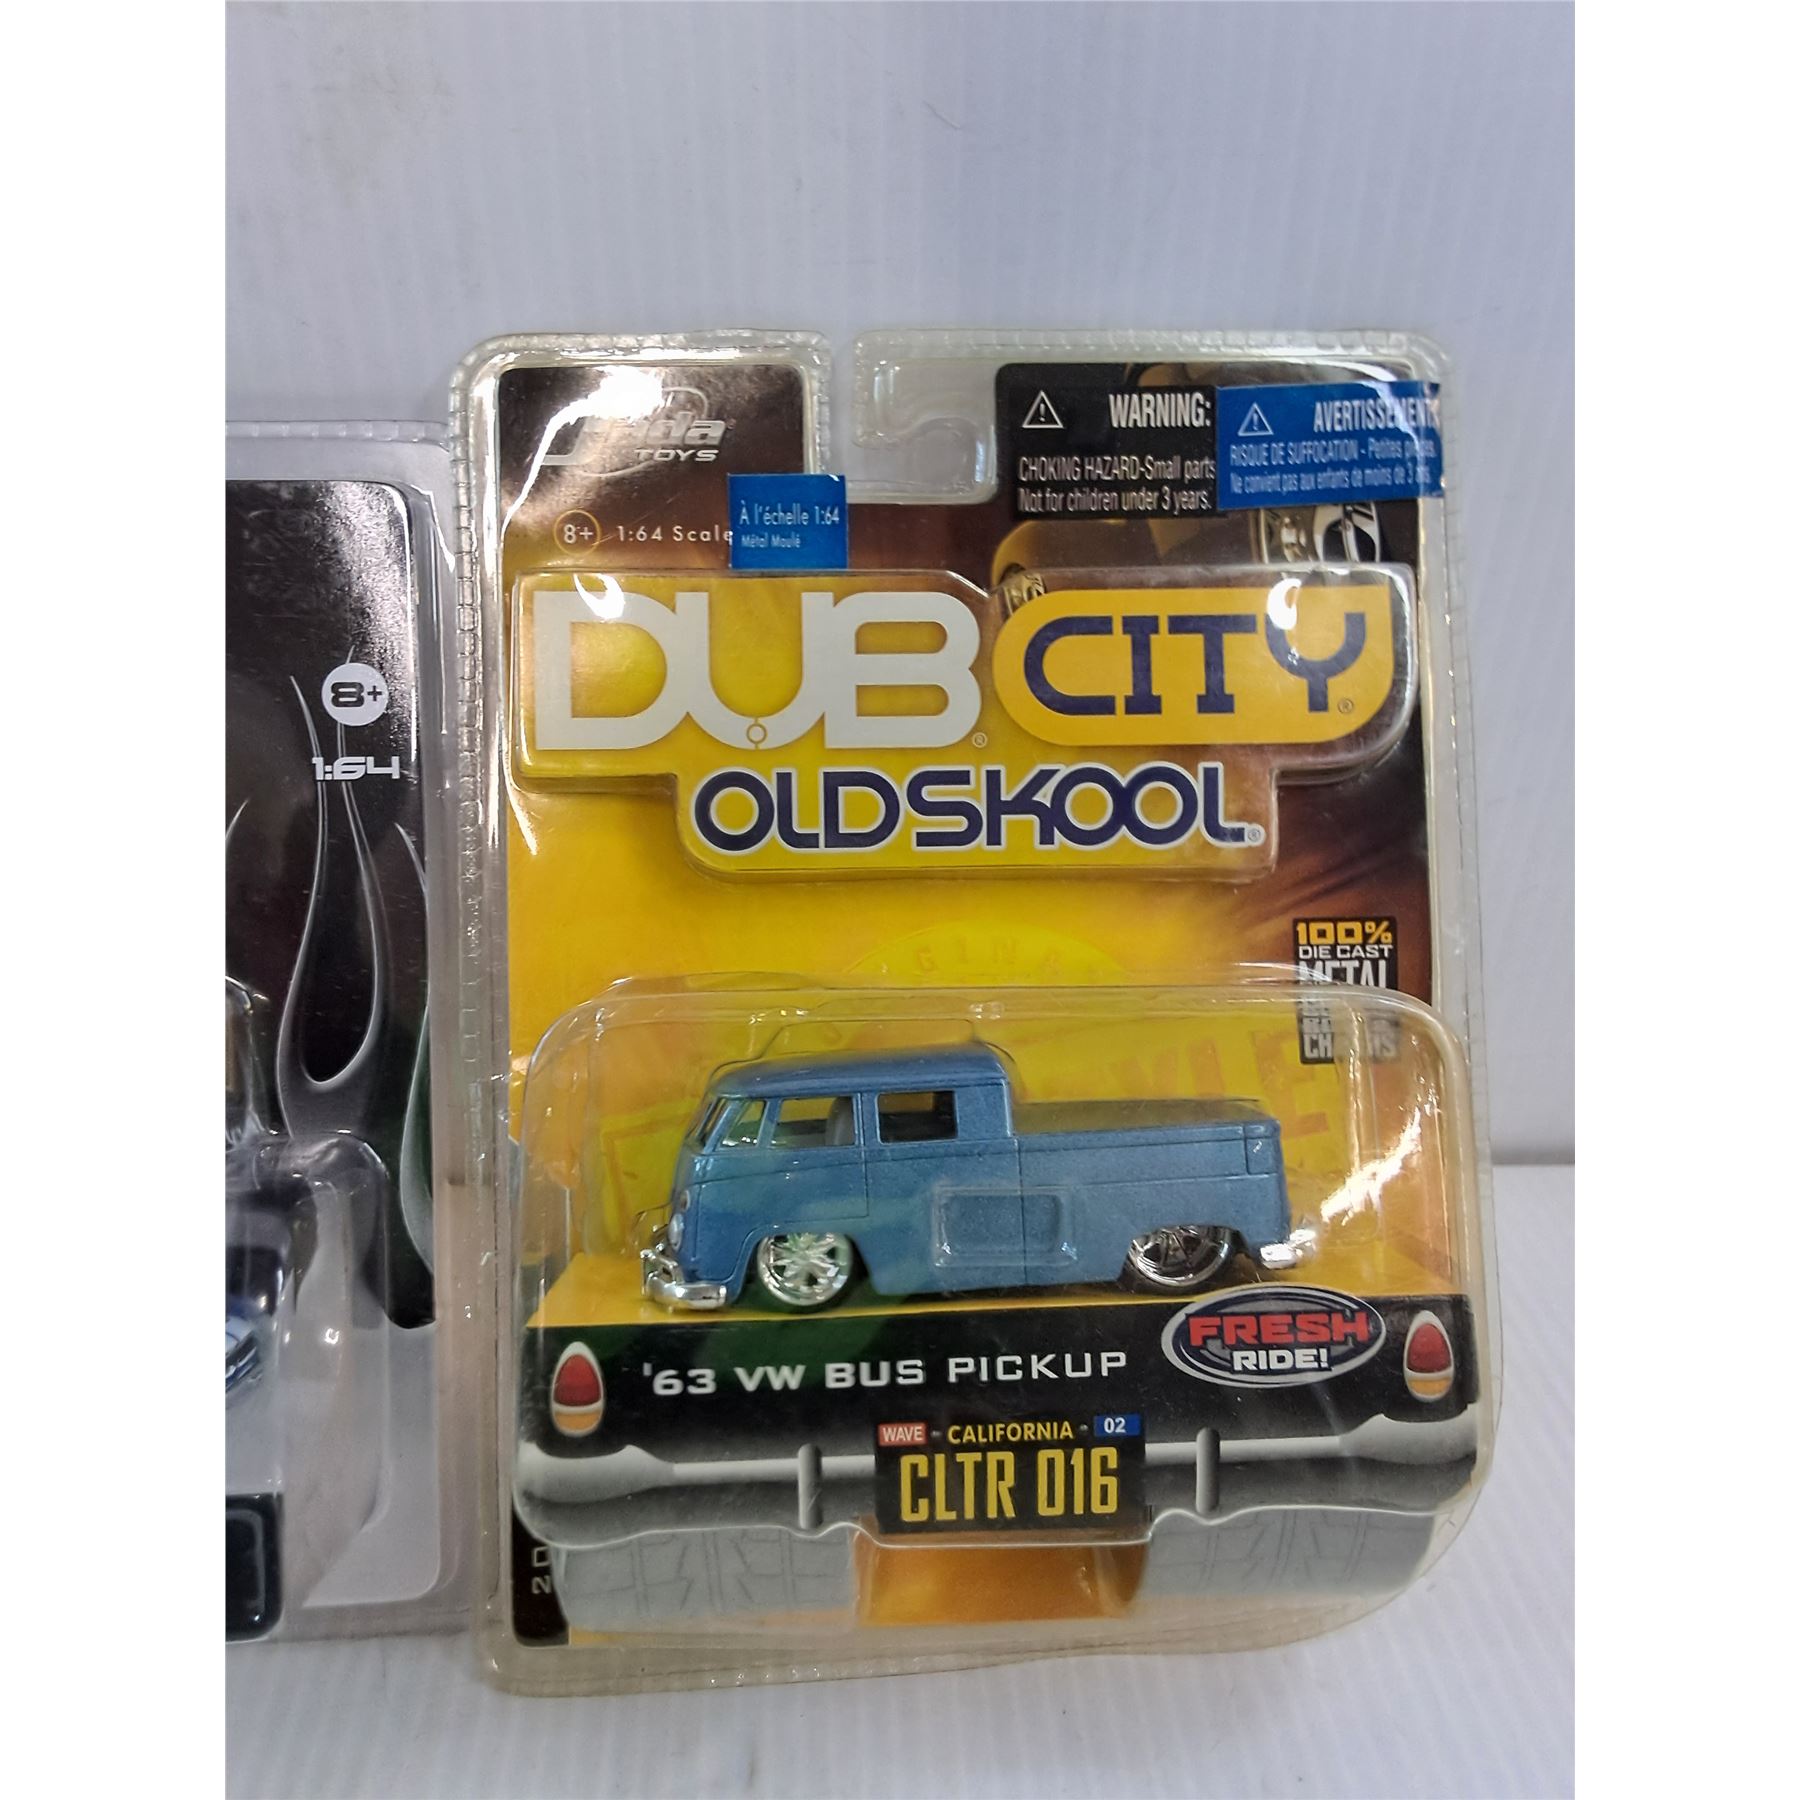 Jada
TOYS
8+ 1:64 Scale
À l'échelle 1:64
Métal Moulé
WARNING:
CHOKING HAZARD-Small parts
Not for children under 3 years.
AVERTISSEMENT
RISQUE DE SUFFOCATION - Petites pièces
Ne convient pas aux enfants de moins de 3 ans
DUB® CITY®
OLD SKOOL®
8+
1:64
100%
DIE CAST
METAL
'63 VW BUS PICKUP
FRESH
RIDE!
WAVE - CALIFORNIA - 02
CLTR 016